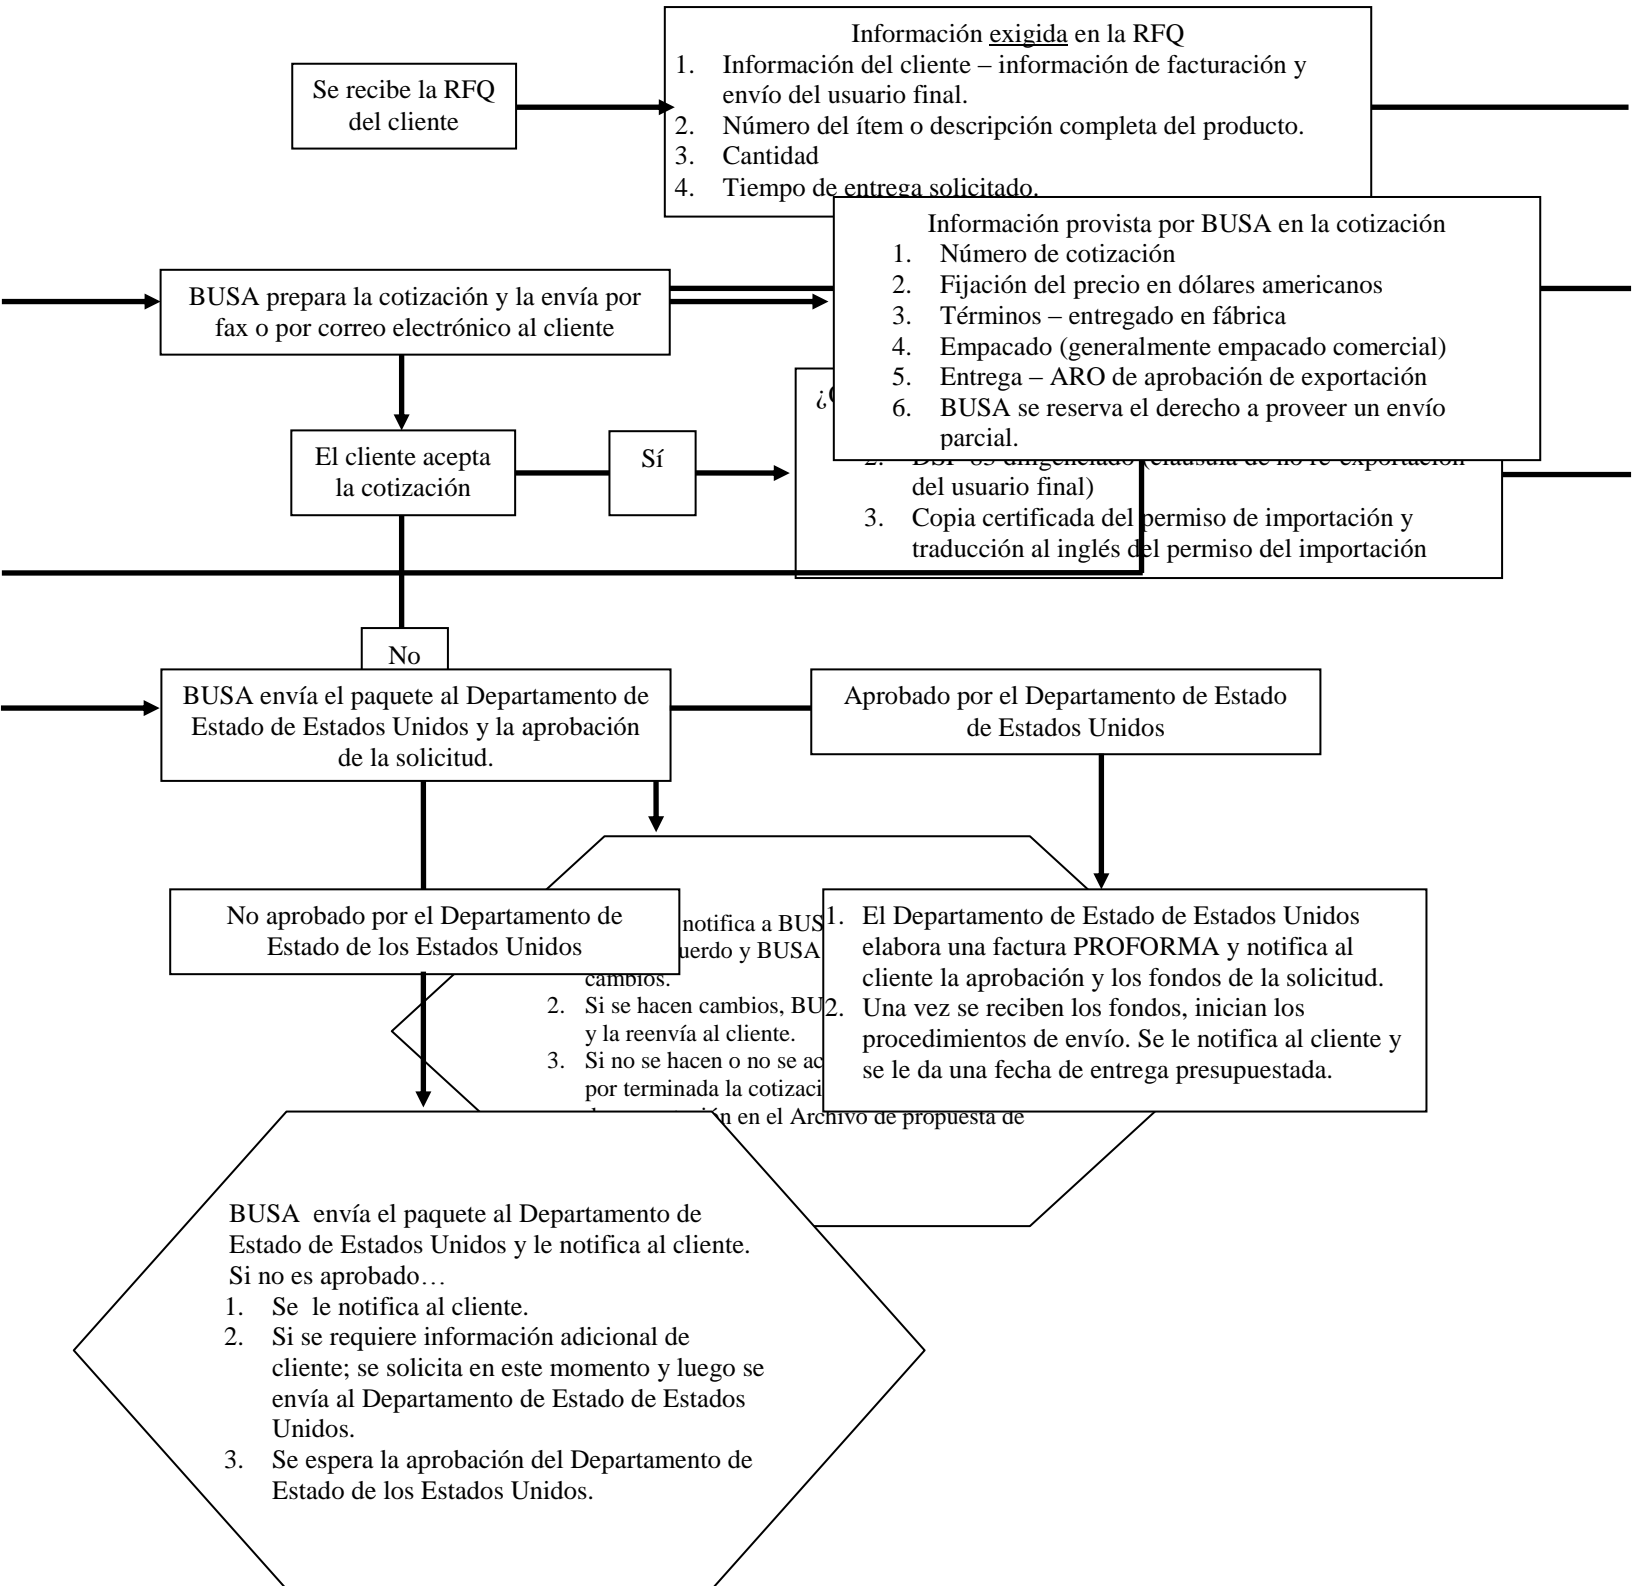 Información exigida en la RFQ
1. Información del cliente – información de facturación y
envío del usuario final.
2. Número del ítem o descripción completa del producto.
3. Cantidad
4. Tiempo de entrega solicitado.
Se recibe la RFQ
del cliente
Información provista por BUSA en la cotización
1. Número de cotización
2. Fijación del precio en dólares americanos
3. Términos – entregado en fábrica
4. Empacado (generalmente empacado comercial)
5. Entrega – ARO de aprobación de exportación
6. BUSA se reserva el derecho a proveer un envío
parcial.
BUSA prepara la cotización y la envía por
fax o por correo electrónico al cliente
El cliente acepta
la cotización
Sí
del usuario final)
3. Copia certificada del permiso de importación y
traducción al inglés del permiso del importación
No
BUSA envía el paquete al Departamento de
Estado de Estados Unidos y la aprobación
de la solicitud.
Aprobado por el Departamento de Estado
de Estados Unidos
No aprobado por el Departamento de
Estado de los Estados Unidos
notifica a
y BUSA
cambios.
2. Si se hacen cambios,
y la reenvía al cliente.
3. Si no se hacen o no se
por terminada la
en el Archivo de propuesta de
1. El Departamento de Estado de Estados Unidos
elabora una factura PROFORMA y notifica al
cliente la aprobación y los fondos de la solicitud.
2. Una vez se reciben los fondos, inician los
procedimientos de envío. Se le notifica al cliente y
se le da una fecha de entrega presupuestada.
BUSA envía el paquete al Departamento de
Estado de Estados Unidos y le notifica al cliente.
Si no es aprobado…
1. Se le notifica al cliente.
2. Si se requiere información adicional de
cliente; se solicita en este momento y luego se
envía al Departamento de Estado de Estados
Unidos.
3. Se espera la aprobación del Departamento de
Estado de los Estados Unidos.